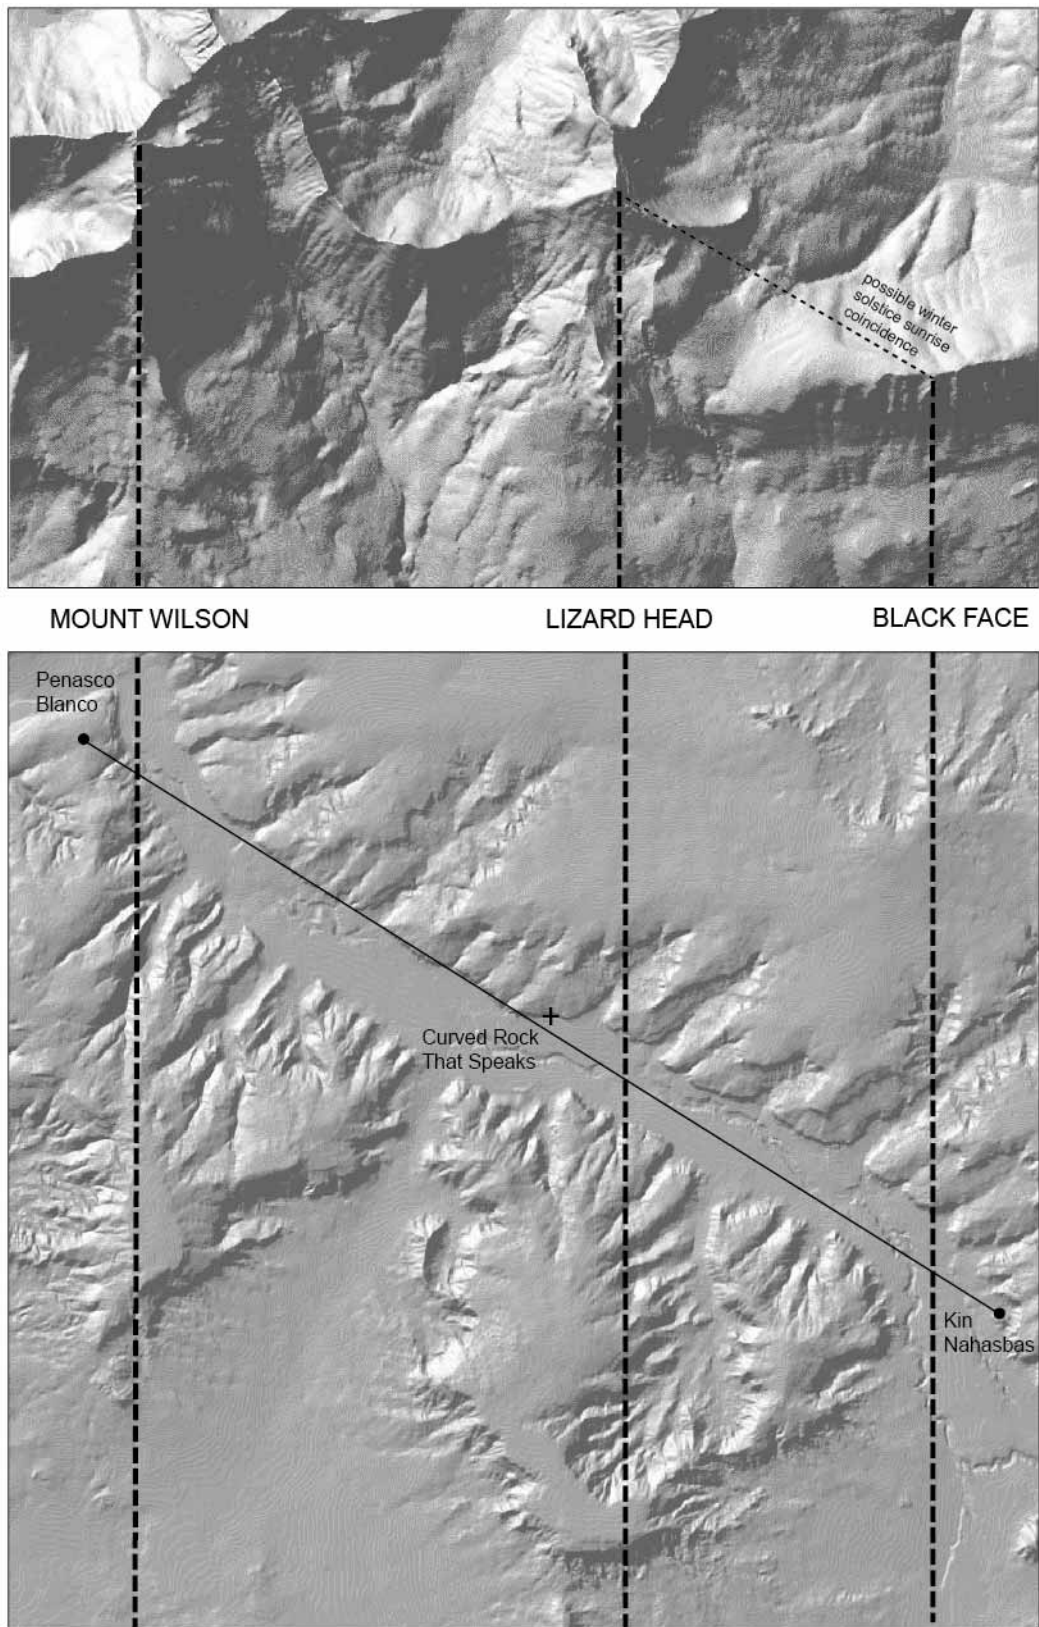 possible winter
solstice sunrise
coincidence
MOUNT WILSON
LIZARD HEAD
BLACK FACE
Penasco
Blanco
Curved Rock
That Speaks
Kin
Nahasbas